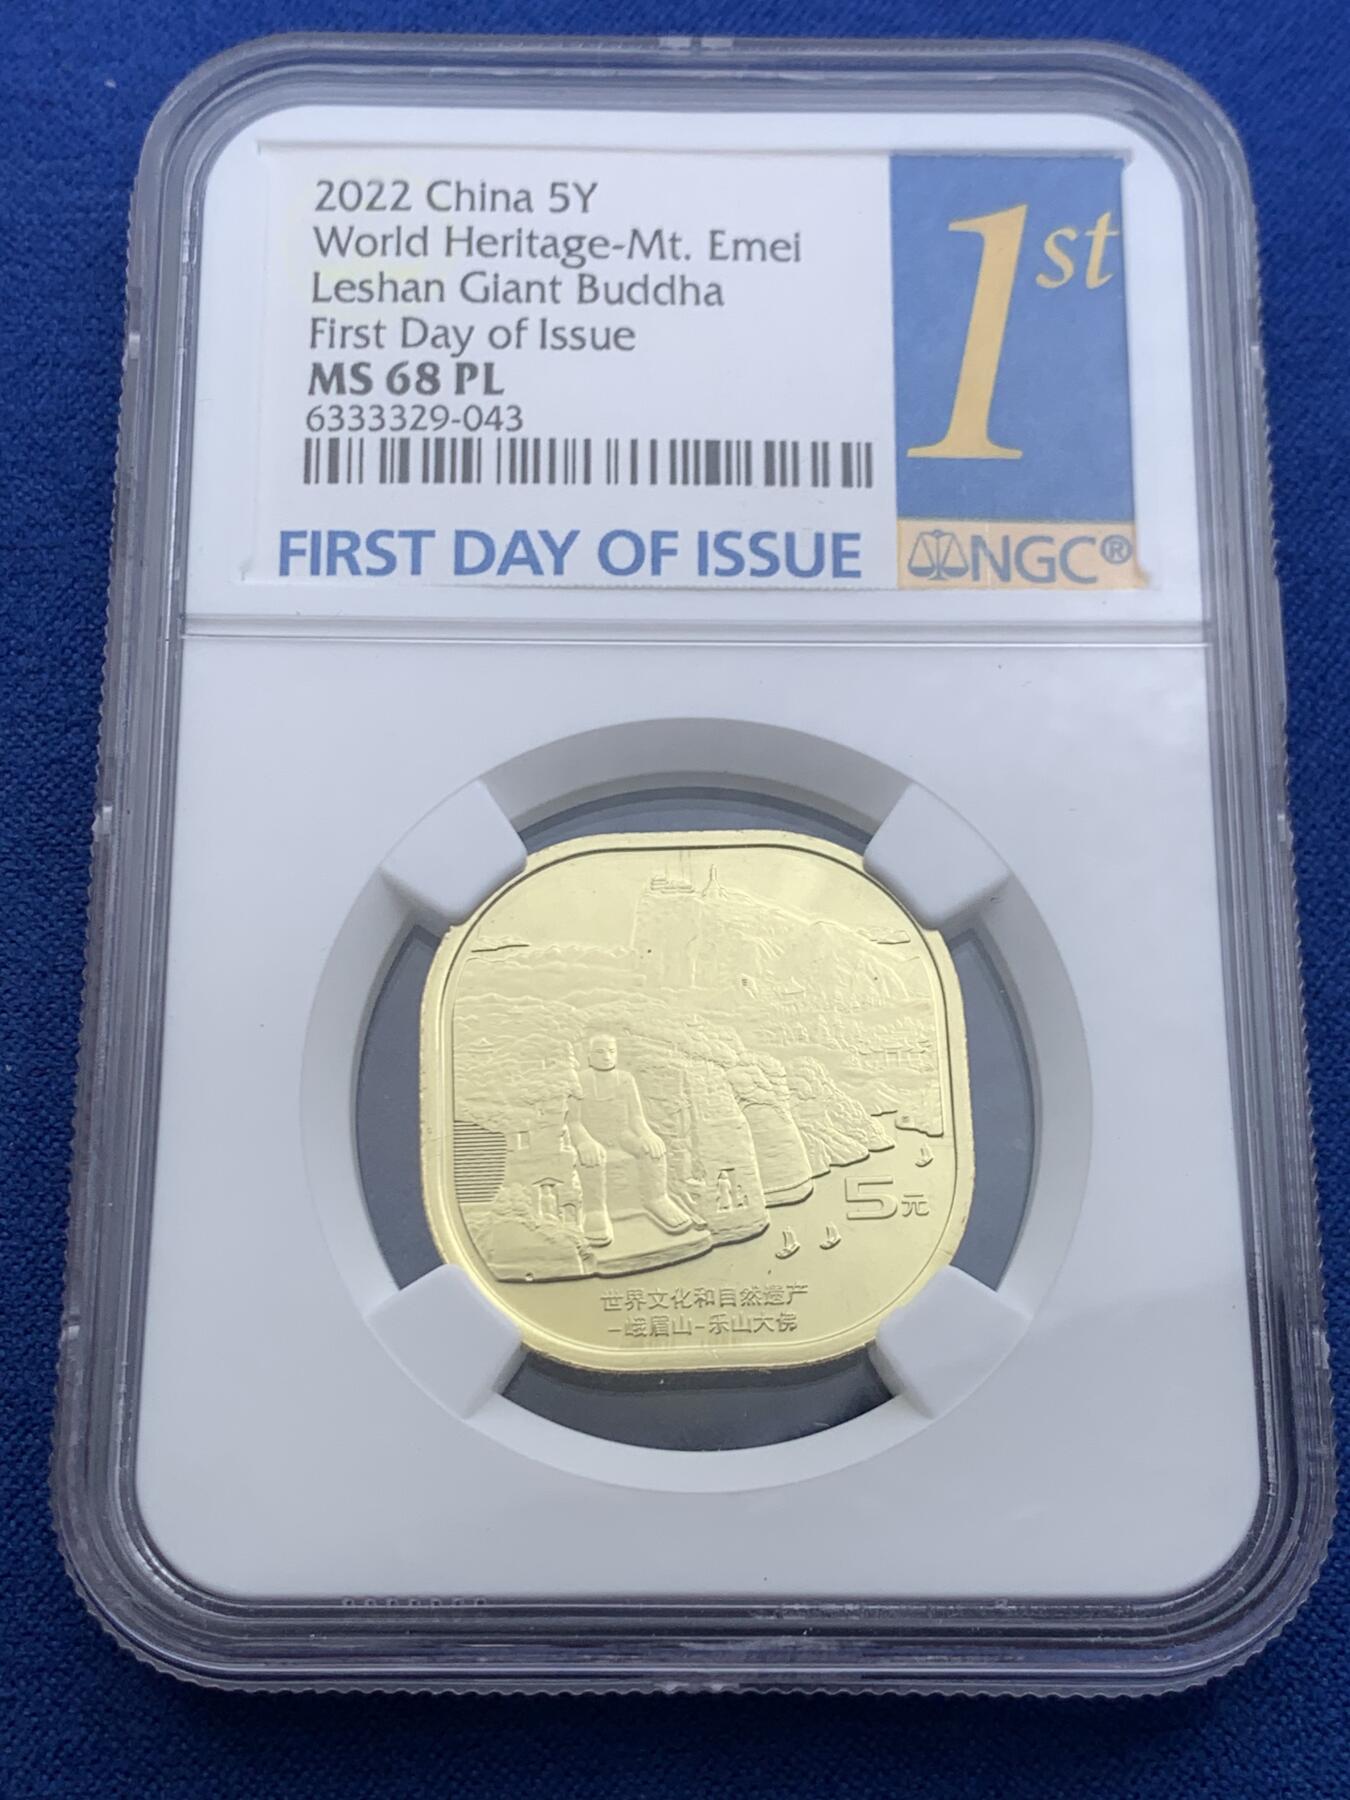 2022 China 5Y
World Heritage-Mt. Emei
Leshan Giant Buddha
First Day of Issue
MS 68 PL
6333329-043
FIRST DAY OF ISSUE
1st
NGC®
5元
世界文化和自然遗产
-峨眉山-乐山大佛